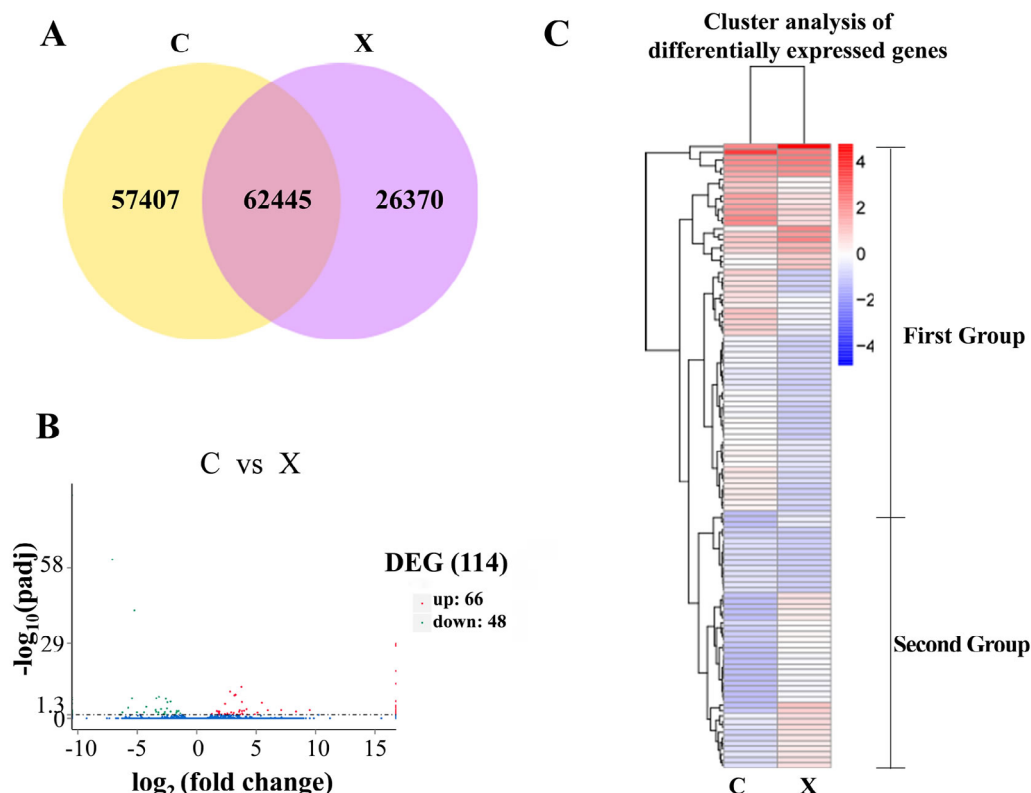 A
C
X
57407
62445
26370
B
C vs X
-log10(padj)
58
29
1.3
0
-10
-5
0
5
10
15
log2 (fold change)
DEG (114)
up: 66
down: 48
C
Cluster analysis of
differentially expressed genes
4
2
0
−2
−4
First Group
Second Group
C
X